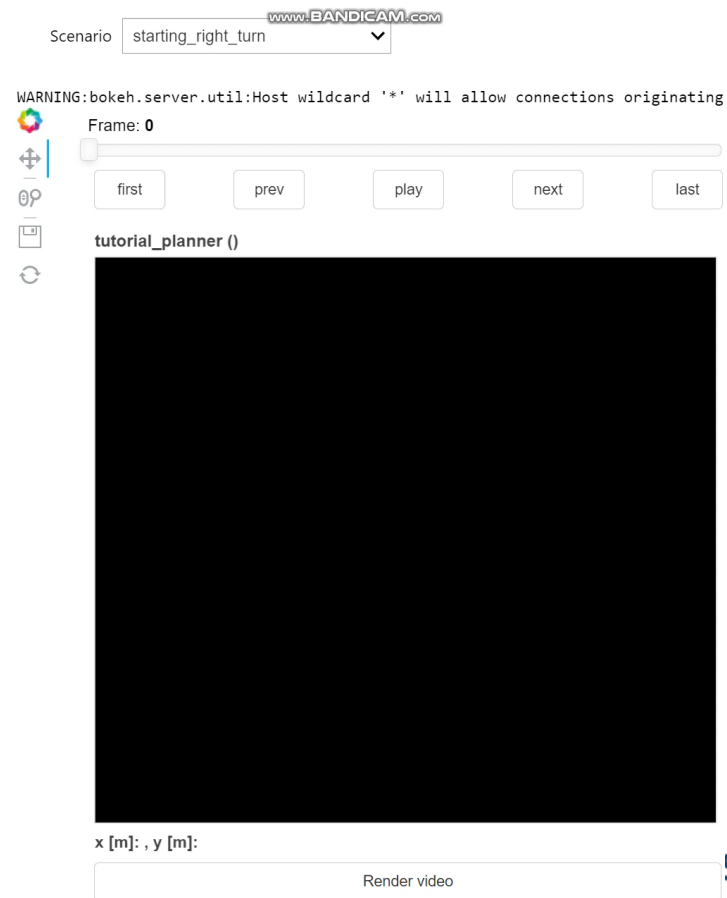 www.BANDICAM.com
Scenario starting_right_turn
WARNING:bokeh.server.util:Host wildcard '*' will allow connections originating
Frame: 0
first prev play next last
tutorial_planner ()
x [m]: , y [m]:
Render video